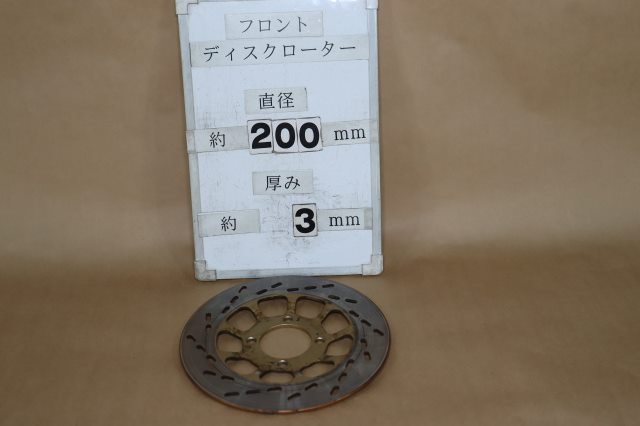 フロント
ディスクローター
直径
約 200 mm
厚み
約 3 mm